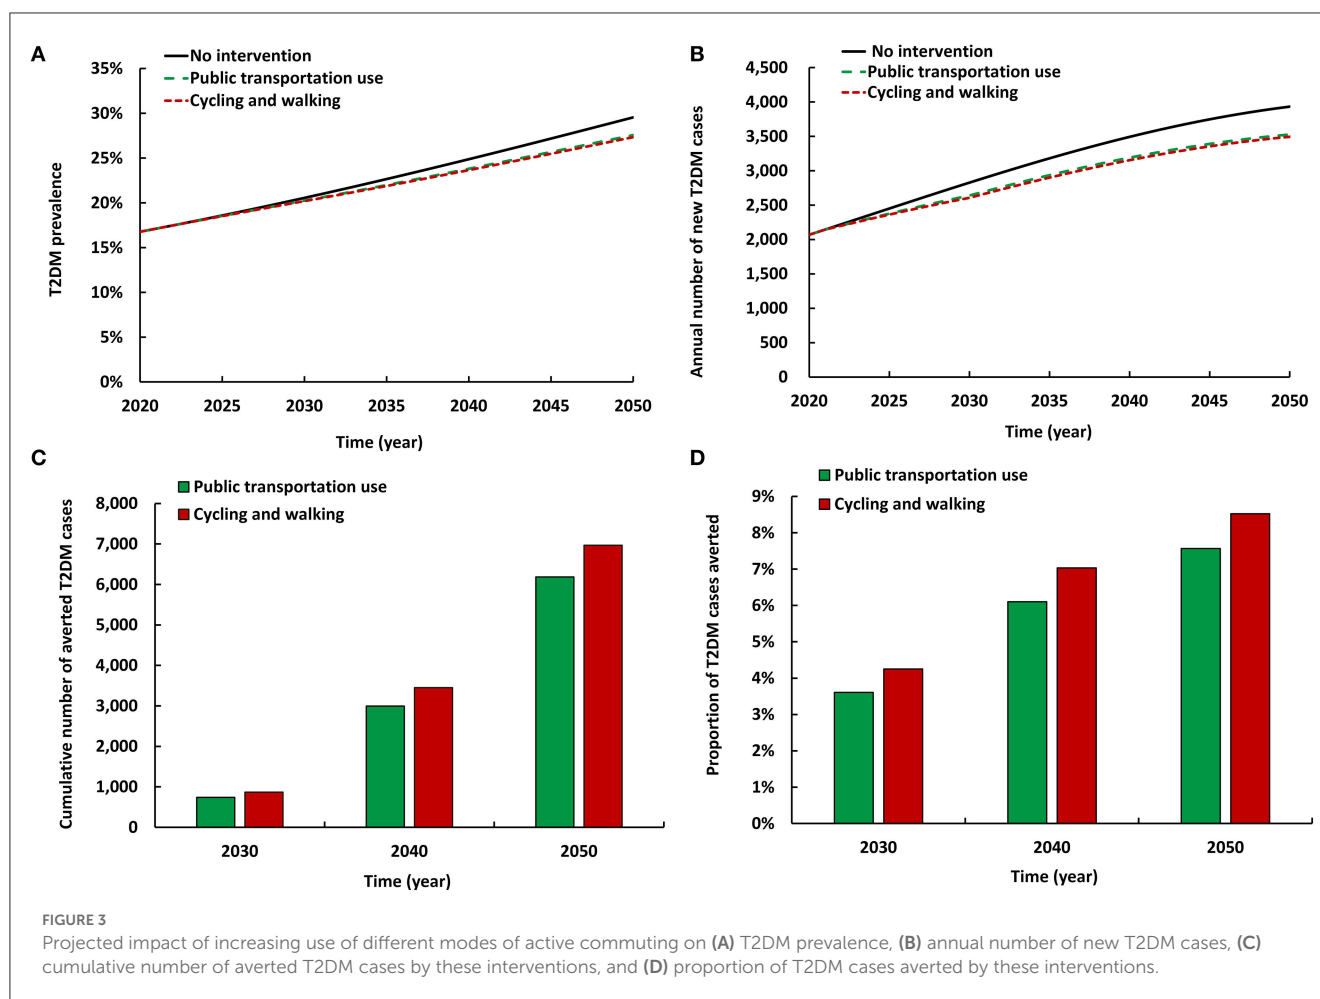 A
No intervention
Public transportation use
Cycling and walking
35%
30%
25%
20%
15%
10%
5%
0%
T2DM prevalence
2020 2025 2030 2035 2040 2045 2050
Time (year)
B
No intervention
Public transportation use
Cycling and walking
4,500
4,000
3,500
3,000
2,500
2,000
1,500
1,000
500
0
Annual number of new T2DM cases
2020 2025 2030 2035 2040 2045 2050
Time (year)
C
Public transportation use
Cycling and walking
8,000
7,000
6,000
5,000
4,000
3,000
2,000
1,000
0
Cumulative number of averted T2DM cases
2030 2040 2050
Time (year)
D
Public transportation use
Cycling and walking
9%
8%
7%
6%
5%
4%
3%
2%
1%
0%
Proportion of T2DM cases averted
2030 2040 2050
Time (year)
FIGURE 3
Projected impact of increasing use of different modes of active commuting on (A) T2DM prevalence, (B) annual number of new T2DM cases, (C)
cumulative number of averted T2DM cases by these interventions, and (D) proportion of T2DM cases averted by these interventions.